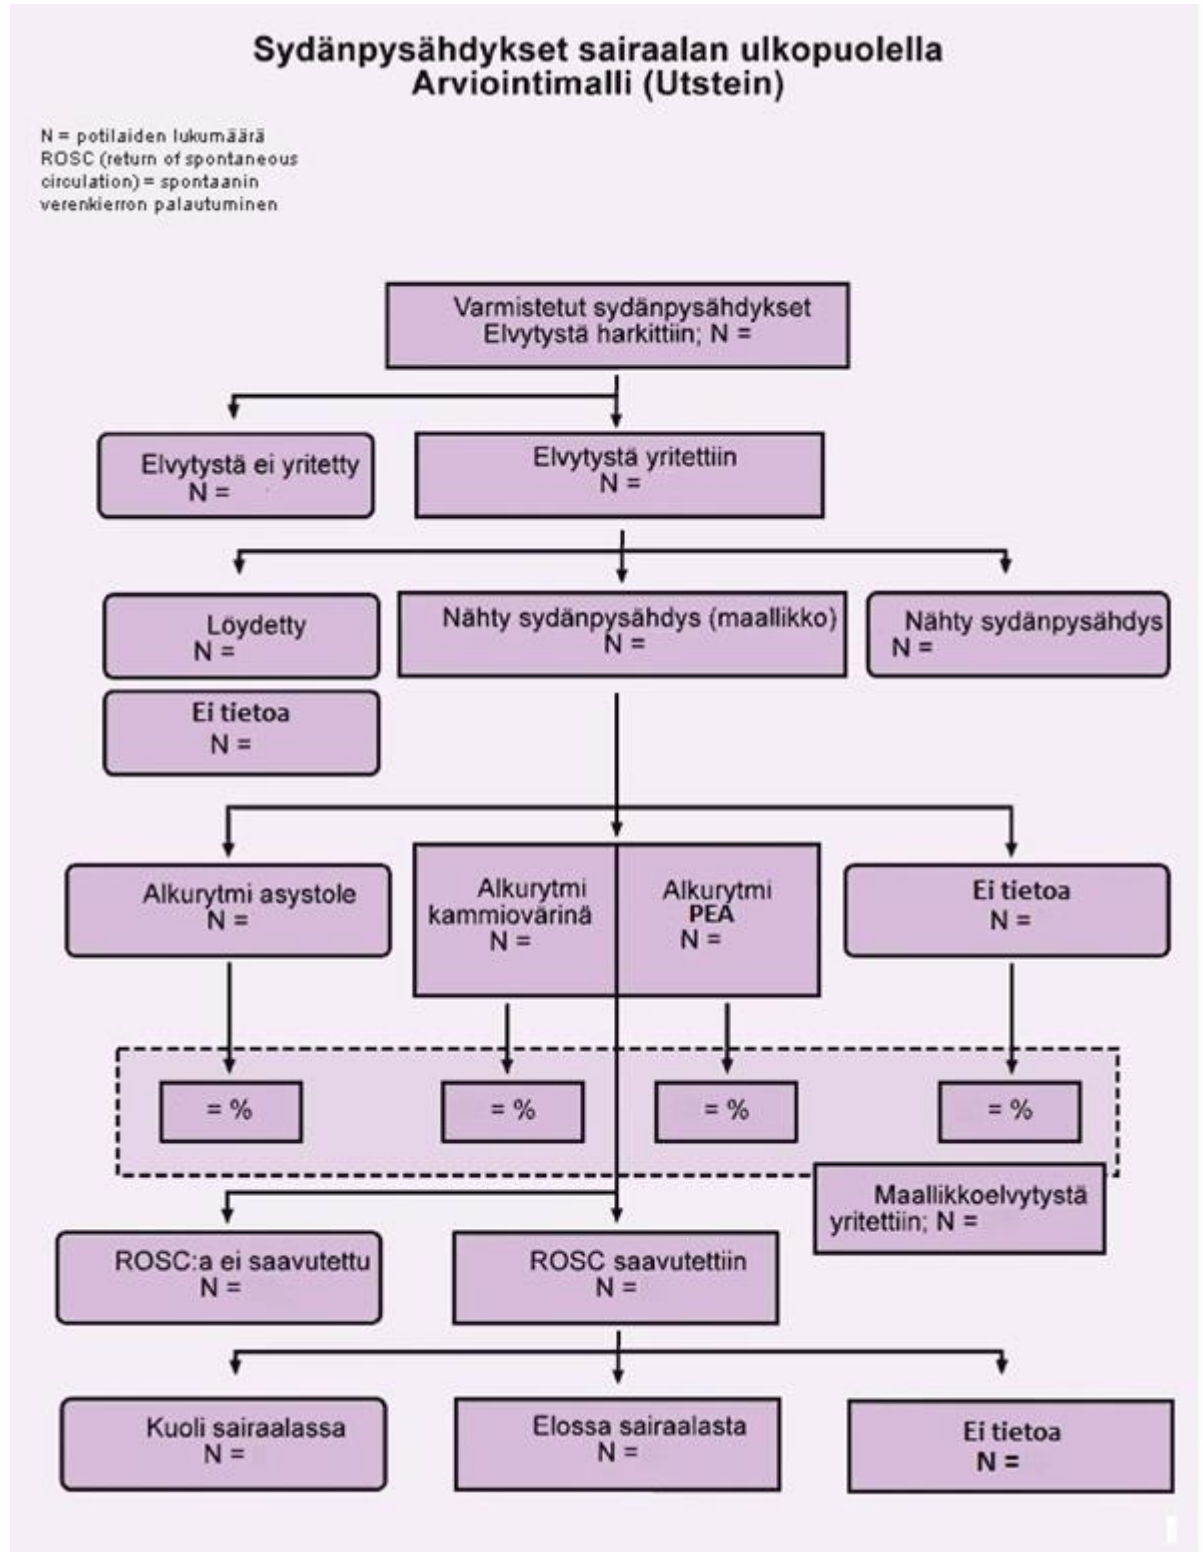 Sydänpysähdykset sairaalan ulkopuolella
Arviointimalli (Utstein)
N = potilaiden lukumäärä
ROSC (return of spontaneous
circulation) = spontaanin
verenkierron palautuminen
Varmistetut sydänpysähdykset
Elvytystä harkittiin; N =
Elvytystä ei yritetty
N =
Elvytystä yritettiin
N =
Löydetty
N =
Nähty sydänpysähdys (maallikko)
N =
Nähty sydänpysähdys
N =
Ei tietoa
N =
Alkurytmi asystole
N =
Alkurytmi
kammiovärinä
N =
Alkurytmi
PEA
N =
Ei tietoa
N =
= %
= %
= %
= %
Maallikkoelvytystä
yritettiin; N =
ROSC:a ei saavutettu
N =
ROSC saavutettiin
N =
Kuoli sairaalassa
N =
Elossa sairaalasta
N =
Ei tietoa
N =